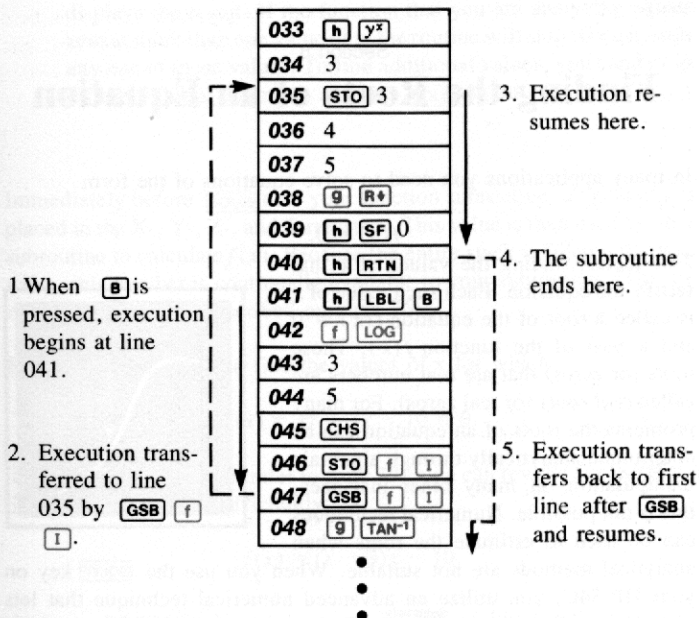 033 h yˣ
034 3
035 STO 3
036 4
037 5
038 g R↑
039 h SF 0
040 h RTN
041 h LBL B
042 f LOG
043 3
044 5
045 CHS
046 STO f I
047 GSB f I
048 g TAN⁻¹
1 When B is
pressed, execution
begins at line
041.
2. Execution trans-
ferred to line
035 by GSB f
I.
3. Execution re-
sumes here.
4. The subroutine
ends here.
5. Execution trans-
fers back to first
line after GSB
and resumes.